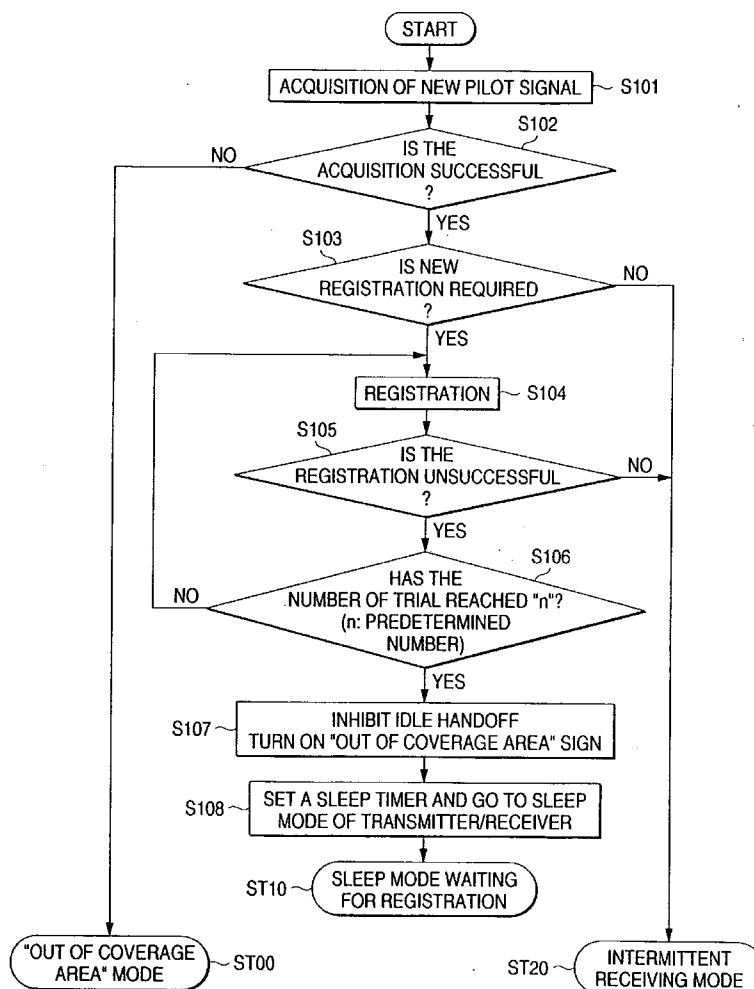 START
ACQUISITION OF NEW PILOT SIGNAL
S101
S102
NO
IS THE
ACQUISITION SUCCESSFUL
?
YES
S103
IS NEW
REGISTRATION REQUIRED
?
NO
YES
REGISTRATION
S104
S105
IS THE
REGISTRATION UNSUCCESSFUL
?
NO
YES
S106
NO
HAS THE
NUMBER OF TRIAL REACHED "n"?
(n: PREDETERMINED
NUMBER)
YES
S107
INHIBIT IDLE HANDOFF
TURN ON "OUT OF COVERAGE AREA" SIGN
S108
SET A SLEEP TIMER AND GO TO SLEEP
MODE OF TRANSMITTER/RECEIVER
ST10
SLEEP MODE WAITING
FOR REGISTRATION
"OUT OF COVERAGE
AREA" MODE
ST00
ST20
INTERMITTENT
RECEIVING MODE